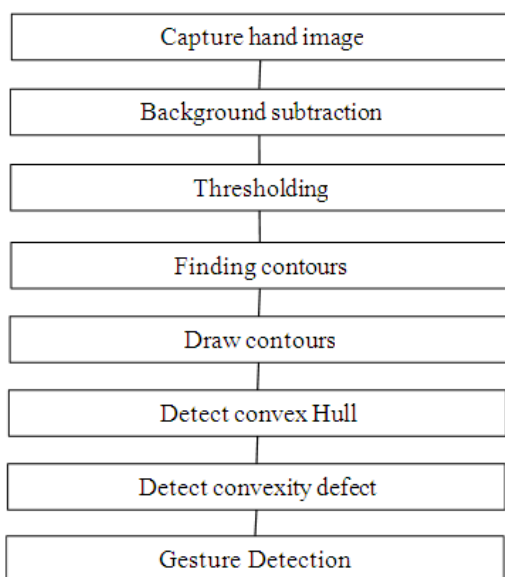 Capture hand image
Background subtraction
Thresholding
Finding contours
Draw contours
Detect convex Hull
Detect convexity defect
Gesture Detection